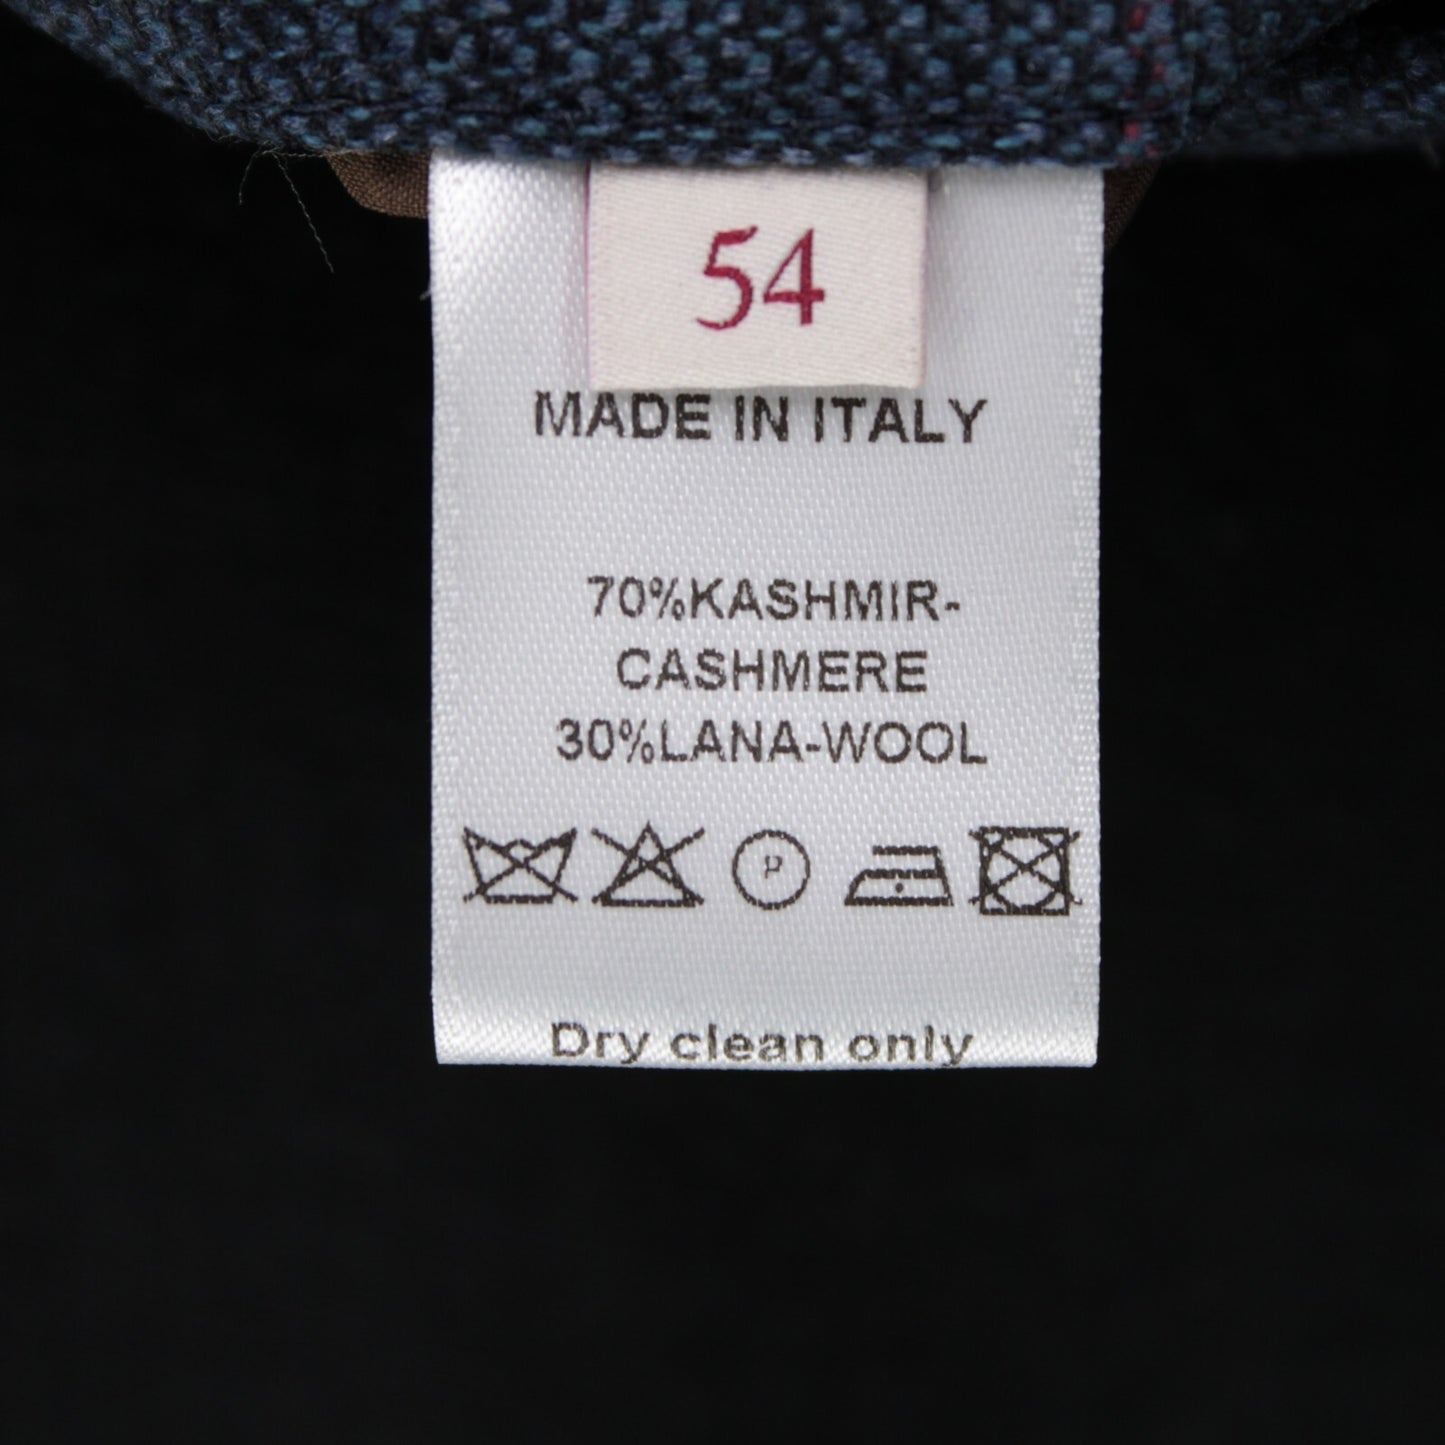 54
MADE IN ITALY
70%KASHMIR-
CASHMERE
30%LANA-WOOL
P
Dry clean only